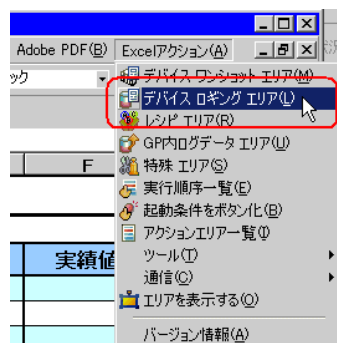 Adobe PDF(B) Excelアクション(A)
ック
デバイス ワンショット エリア(M)
デバイス ロギング エリア(L)
レシピ エリア(R)
GP内ログデータ エリア(U)
特殊 エリア(S)
F
実行順序一覧(E)
起動条件をボタン化(B)
アクションエリア一覧(I)
実績値
ツール(T)
通信(C)
エリアを表示する(O)
バージョン情報(A)